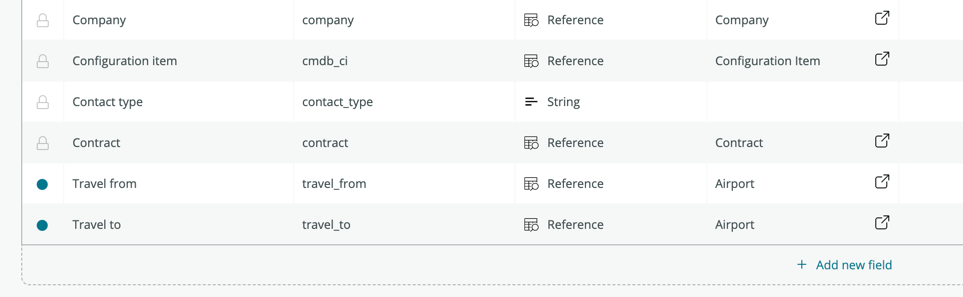 Company company Reference Company
Configuration item cmdb_ci Reference Configuration Item
Contact type contact_type String
Contract contract Reference Contract
Travel from travel_from Reference Airport
Travel to travel_to Reference Airport
+ Add new field